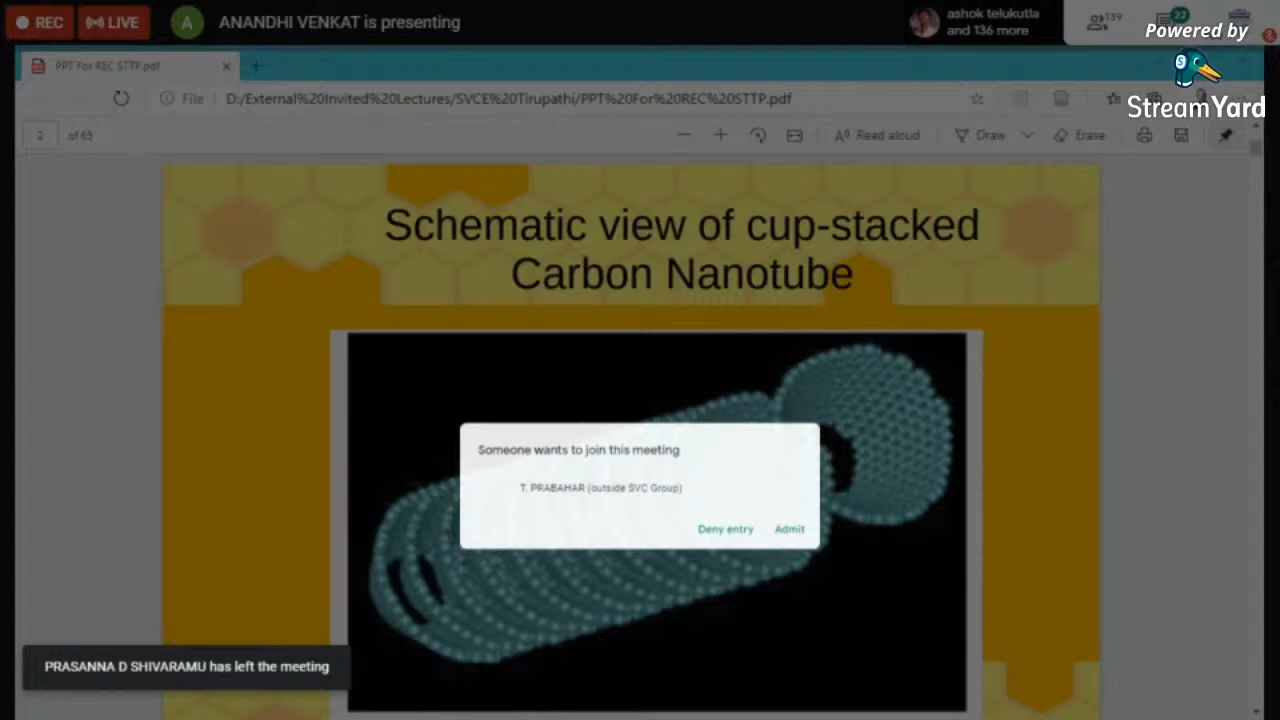 REC
LIVE
A
ANANDHI VENKAT is presenting
ashok telukutla
and 136 more
139
22
Powered by
StreamYard
PPT For REC STTP.pdf
File
D:/External%20Invited%20Lectures/SVCE%20Tirupathi/PPT%20For%20REC%20STTP.pdf
2 of 65
Read aloud
Draw
Erase
Schematic view of cup-stacked
Carbon Nanotube
Someone wants to join this meeting
T. PRABAHAR (outside SVC Group)
Deny entry
Admit
PRASANNA D SHIVARAMU has left the meeting